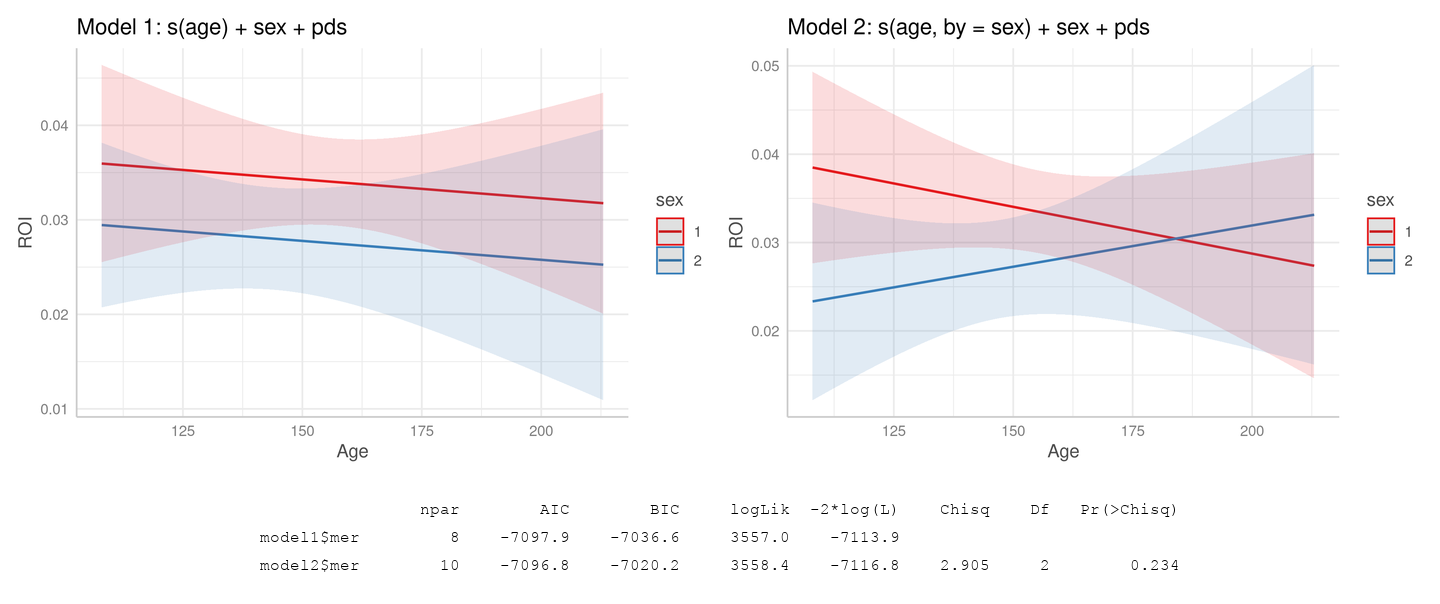 Model 1: s(age) + sex + pds
0.04
0.03
0.02
0.01
ROI
125 150 175 200
Age
sex
1
2
Model 2: s(age, by = sex) + sex + pds
0.05
0.04
0.03
0.02
ROI
125 150 175 200
Age
sex
1
2
npar AIC BIC logLik -2*log(L) Chisq Df Pr(>Chisq)
model1$mer 8 -7097.9 -7036.6 3557.0 -7113.9
model2$mer 10 -7096.8 -7020.2 3558.4 -7116.8 2.905 2 0.234